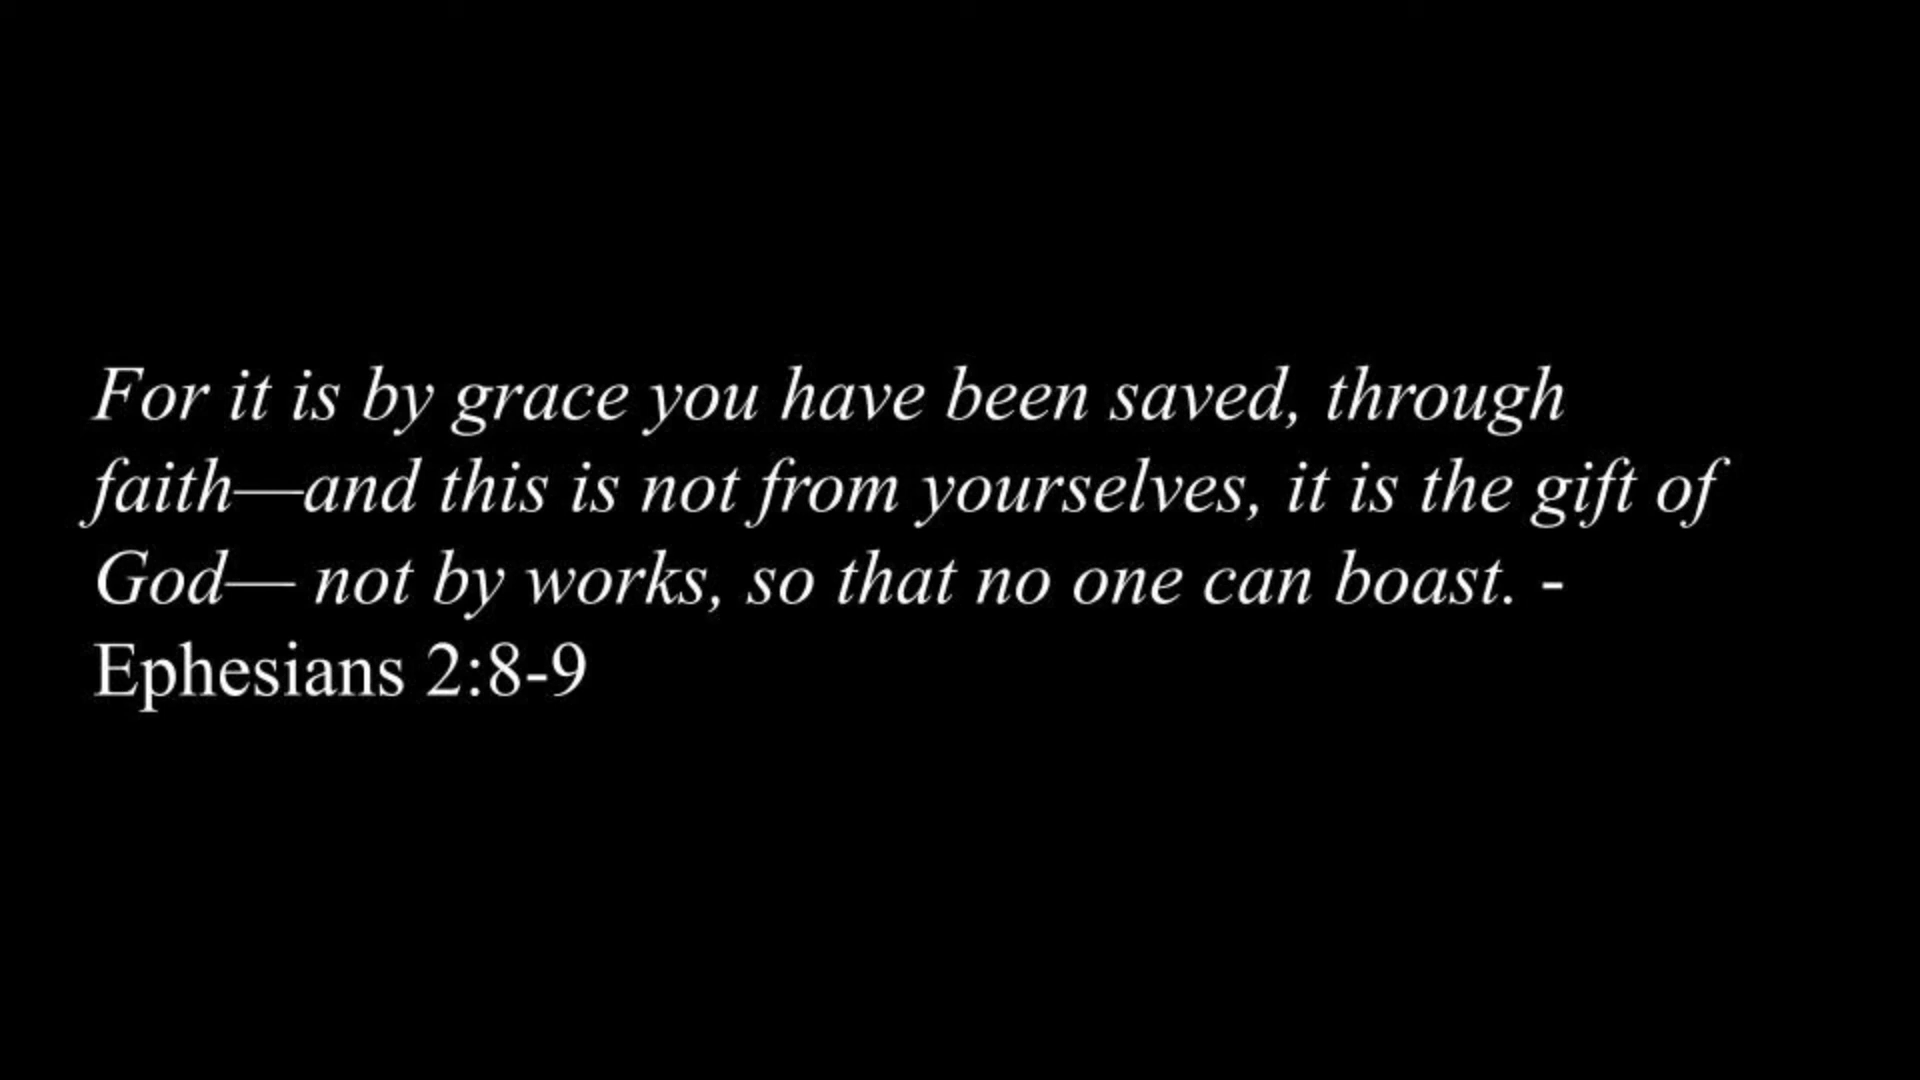 For it is by grace you have been saved, through
faith—and this is not from yourselves, it is the gift of
God— not by works, so that no one can boast. -
Ephesians 2:8-9